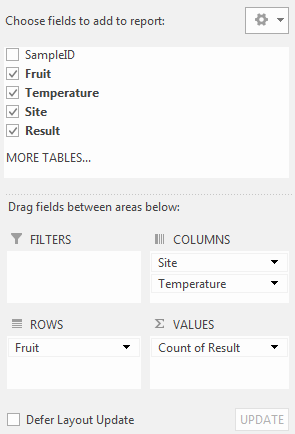 Choose fields to add to report:
SampleID
Fruit
Temperature
Site
Result
MORE TABLES...
Drag fields between areas below:
FILTERS
COLUMNS
Site
Temperature
ROWS
VALUES
Fruit
Count of Result
Defer Layout Update
UPDATE